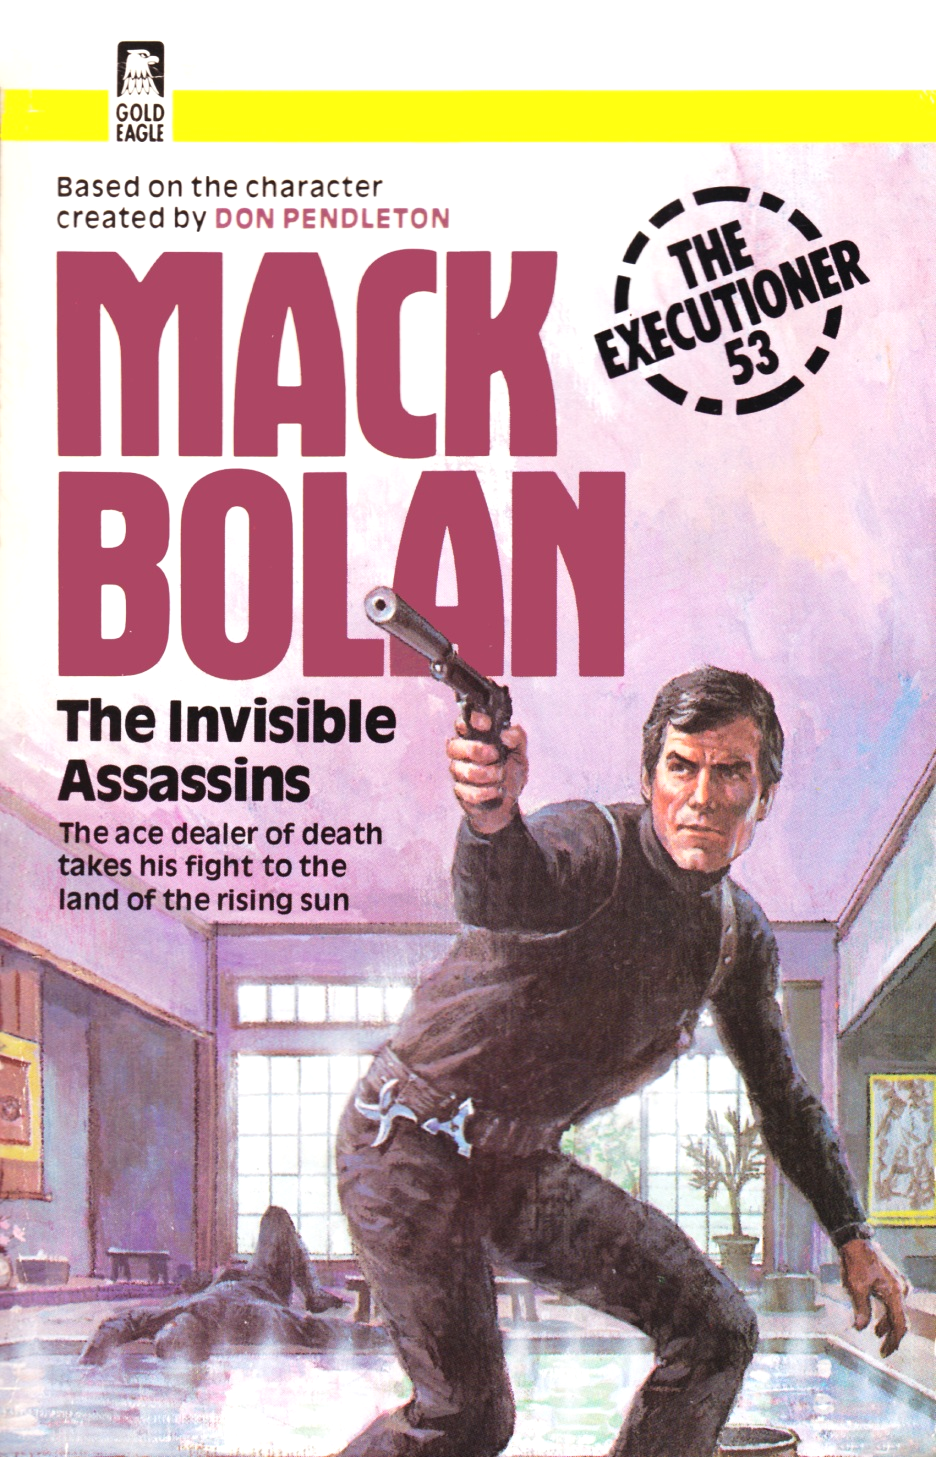 GOLD
EAGLE
Based on the character
created by DON PENDLETON
THE
EXECUTIONER
53
MACK
BOLAN
The Invisible
Assassins
The ace dealer of death
takes his fight to the
land of the rising sun